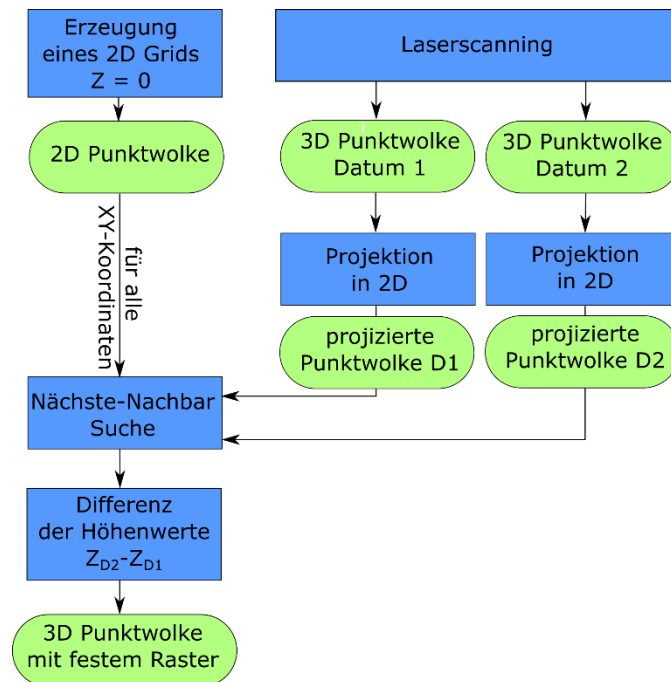 Erzeugung
eines 2D Grids
Z = 0
Laserscanning
2D Punktwolke
3D Punktwolke
Datum 1
3D Punktwolke
Datum 2
für alle
XY-Koordinaten
Projektion
in 2D
Projektion
in 2D
projizierte
Punktwolke D1
projizierte
Punktwolke D2
Nächste-Nachbar
Suche
Differenz
der Höhenwerte
Z_D2-Z_D1
3D Punktwolke
mit festem Raster